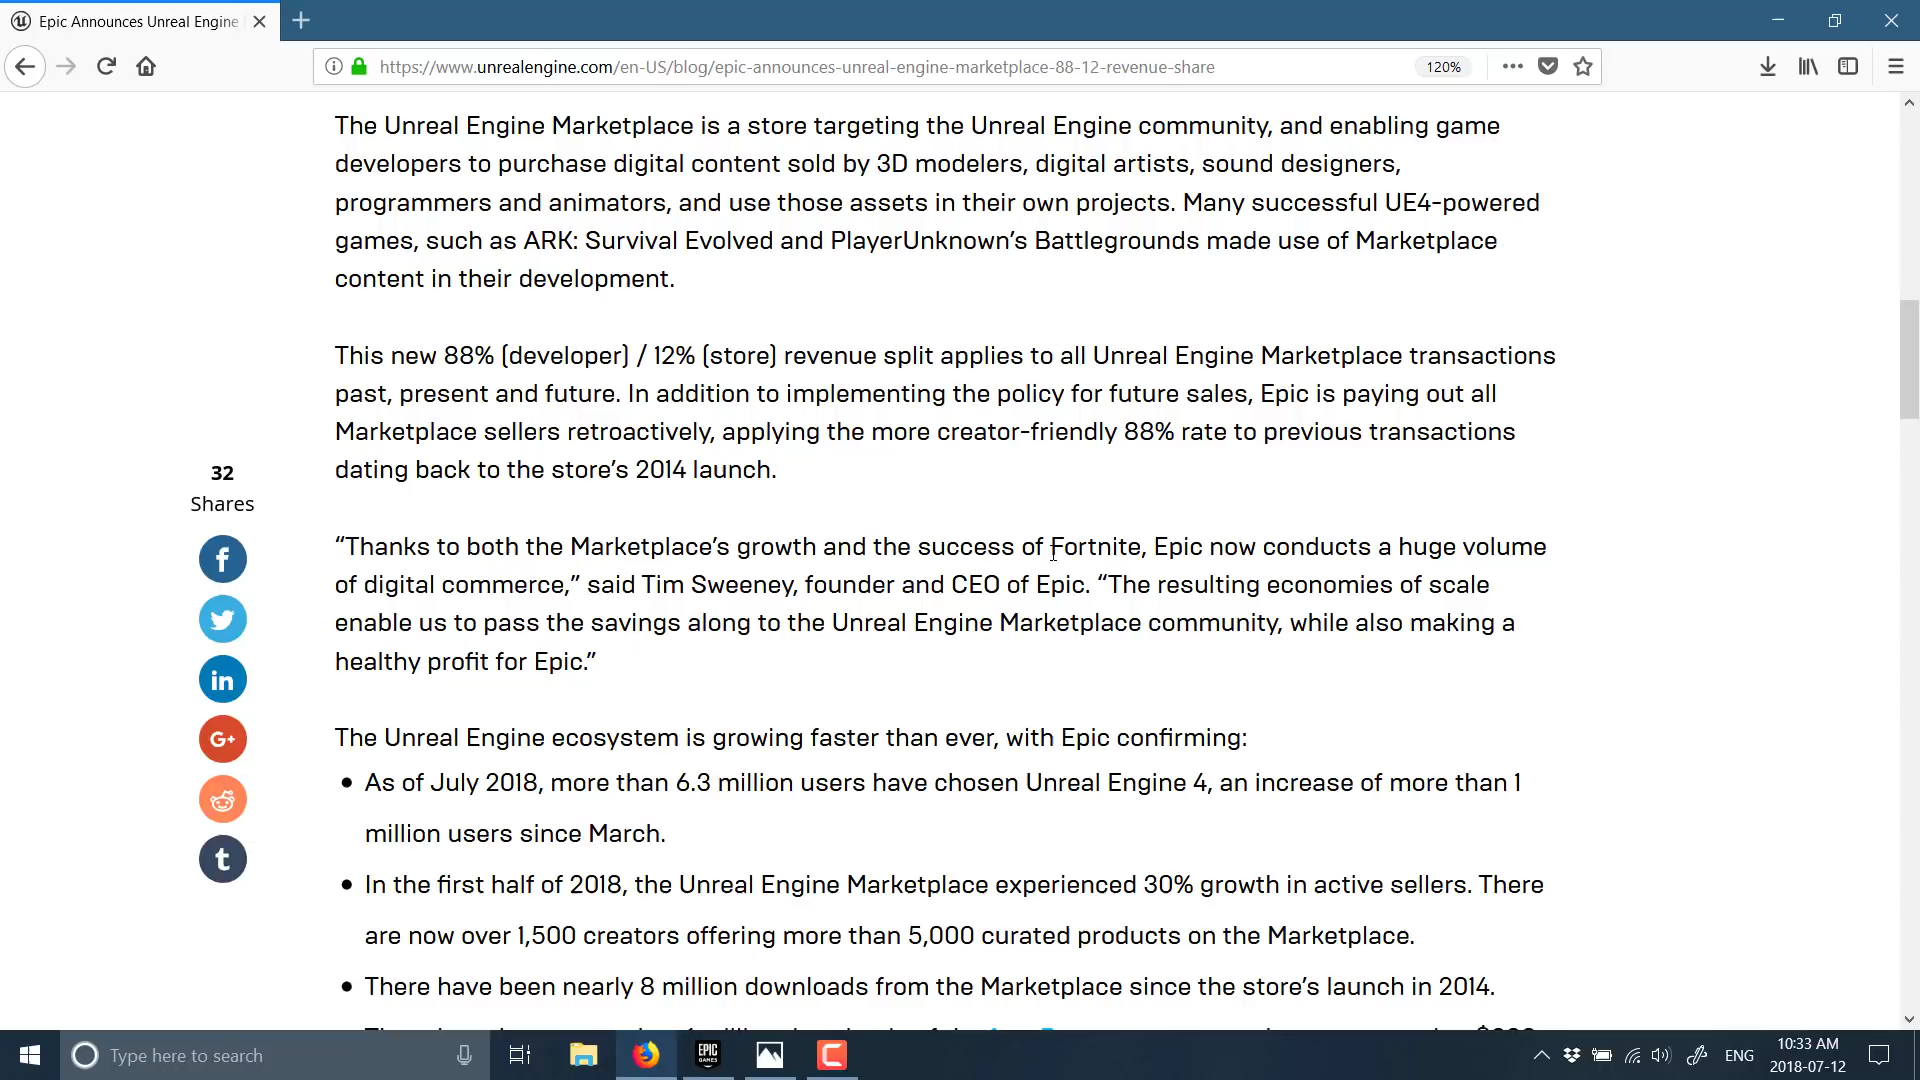 Epic Announces Unreal Engine
https://www.unrealengine.com/en-US/blog/epic-announces-unreal-engine-marketplace-88-12-revenue-share
120%
The Unreal Engine Marketplace is a store targeting the Unreal Engine community, and enabling game
developers to purchase digital content sold by 3D modelers, digital artists, sound designers,
programmers and animators, and use those assets in their own projects. Many successful UE4-powered
games, such as ARK: Survival Evolved and PlayerUnknown’s Battlegrounds made use of Marketplace
content in their development.
This new 88% (developer) / 12% (store) revenue split applies to all Unreal Engine Marketplace transactions
past, present and future. In addition to implementing the policy for future sales, Epic is paying out all
Marketplace sellers retroactively, applying the more creator-friendly 88% rate to previous transactions
dating back to the store’s 2014 launch.
32
Shares
“Thanks to both the Marketplace’s growth and the success of Fortnite, Epic now conducts a huge volume
of digital commerce,” said Tim Sweeney, founder and CEO of Epic. “The resulting economies of scale
enable us to pass the savings along to the Unreal Engine Marketplace community, while also making a
healthy profit for Epic.”
The Unreal Engine ecosystem is growing faster than ever, with Epic confirming:
• As of July 2018, more than 6.3 million users have chosen Unreal Engine 4, an increase of more than 1
million users since March.
• In the first half of 2018, the Unreal Engine Marketplace experienced 30% growth in active sellers. There
are now over 1,500 creators offering more than 5,000 curated products on the Marketplace.
• There have been nearly 8 million downloads from the Marketplace since the store’s launch in 2014.
Type here to search
EPIC GAMES
ENG
10:33 AM
2018-07-12